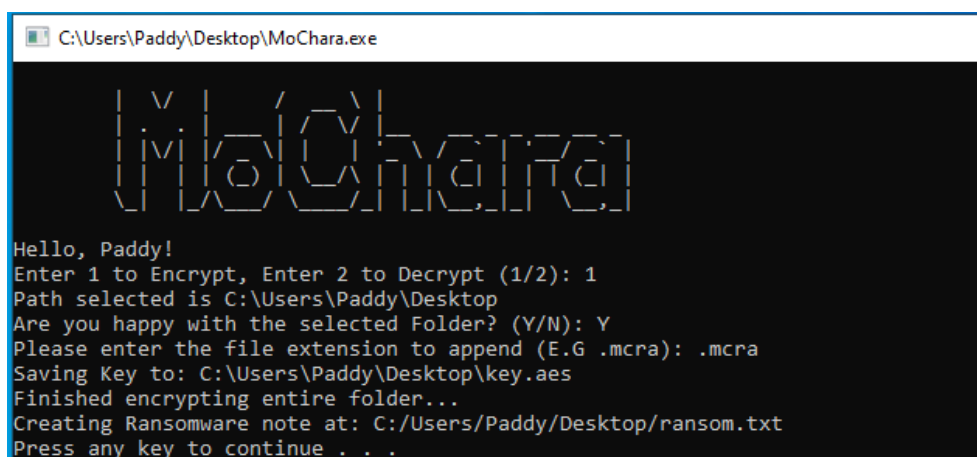 C:\Users\Paddy\Desktop\MoChara.exe
MoChara
Hello, Paddy!
Enter 1 to Encrypt, Enter 2 to Decrypt (1/2): 1
Path selected is C:\Users\Paddy\Desktop
Are you happy with the selected Folder? (Y/N): Y
Please enter the file extension to append (E.G .mcra): .mcra
Saving Key to: C:\Users\Paddy\Desktop\key.aes
Finished encrypting entire folder...
Creating Ransomware note at: C:/Users/Paddy/Desktop/ransom.txt
Press any key to continue . . .